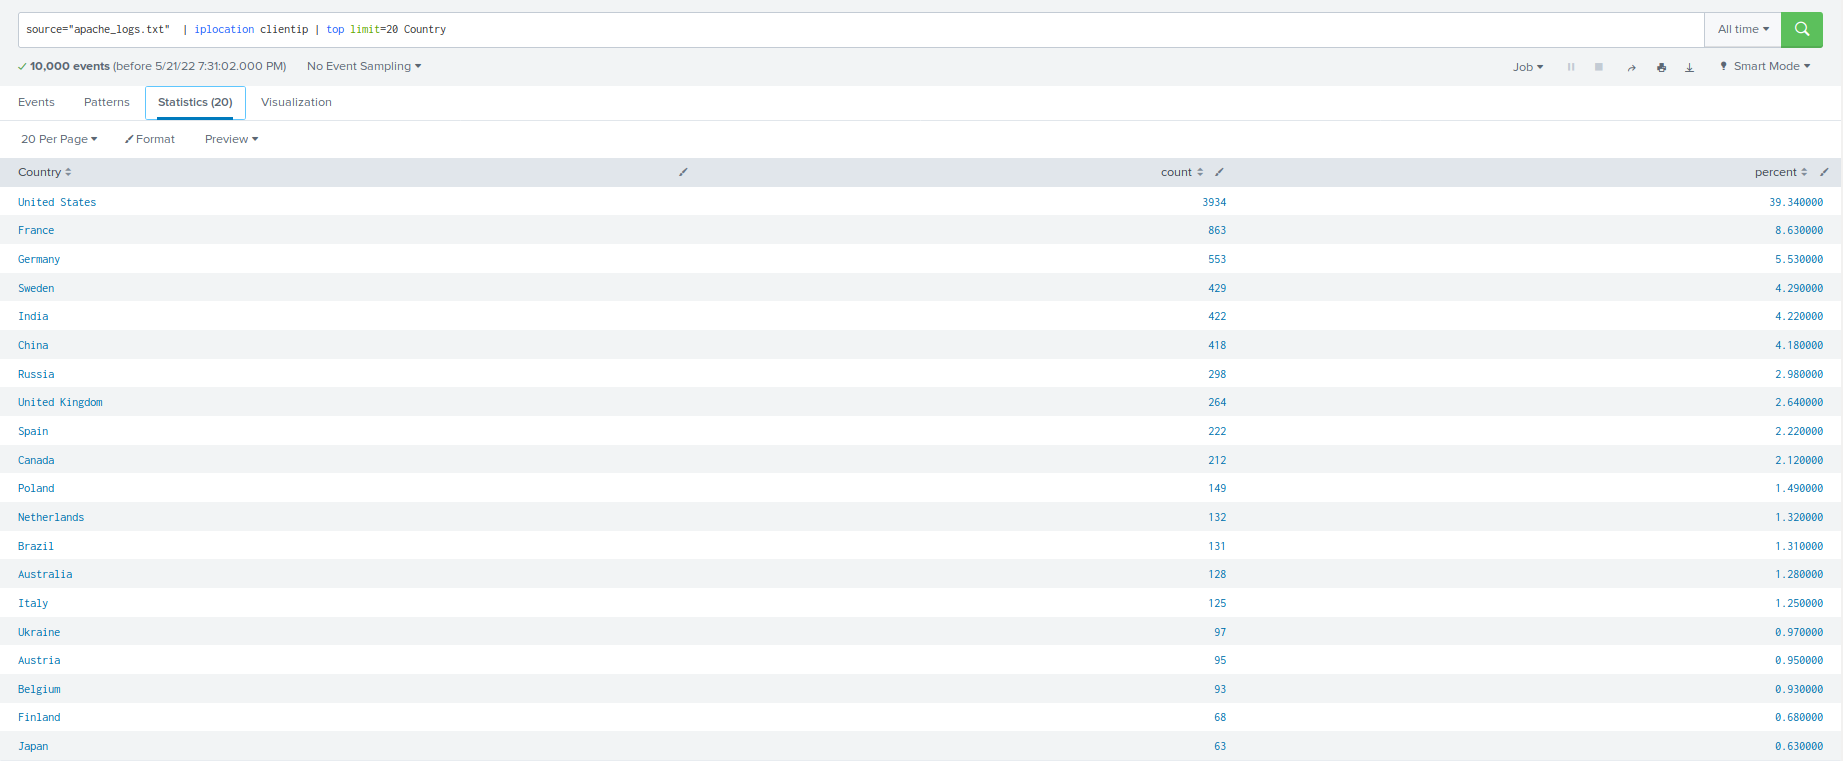 source="apache_logs.txt" | iplocation clientip | top limit=20 Country All time
10,000 events (before 5/21/22 7:31:02.000 PM) No Event Sampling Job Smart Mode
Events Patterns Statistics (20) Visualization
20 Per Page Format Preview
Country count percent
United States 3934 39.340000
France 863 8.630000
Germany 553 5.530000
Sweden 429 4.290000
India 422 4.220000
China 418 4.180000
Russia 298 2.980000
United Kingdom 264 2.640000
Spain 222 2.220000
Canada 212 2.120000
Poland 149 1.490000
Netherlands 132 1.320000
Brazil 131 1.310000
Australia 128 1.280000
Italy 125 1.250000
Ukraine 97 0.970000
Austria 95 0.950000
Belgium 93 0.930000
Finland 68 0.680000
Japan 63 0.630000